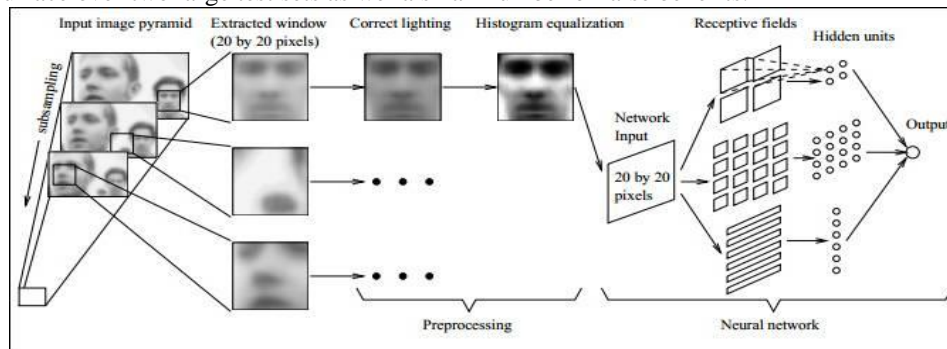 Input image pyramid
Extracted window
(20 by 20 pixels)
Correct lighting
Histogram equalization
Receptive fields
Hidden units
subsampling
Network
Input
Output
20 by 20
pixels
Preprocessing
Neural network